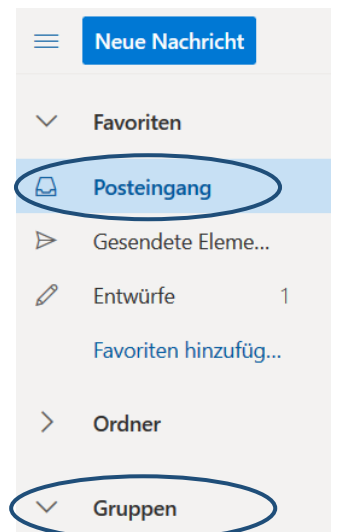 Neue Nachricht
Favoriten
Posteingang
Gesendete Eleme...
Entwürfe 1
Favoriten hinzufüg...
Ordner
Gruppen